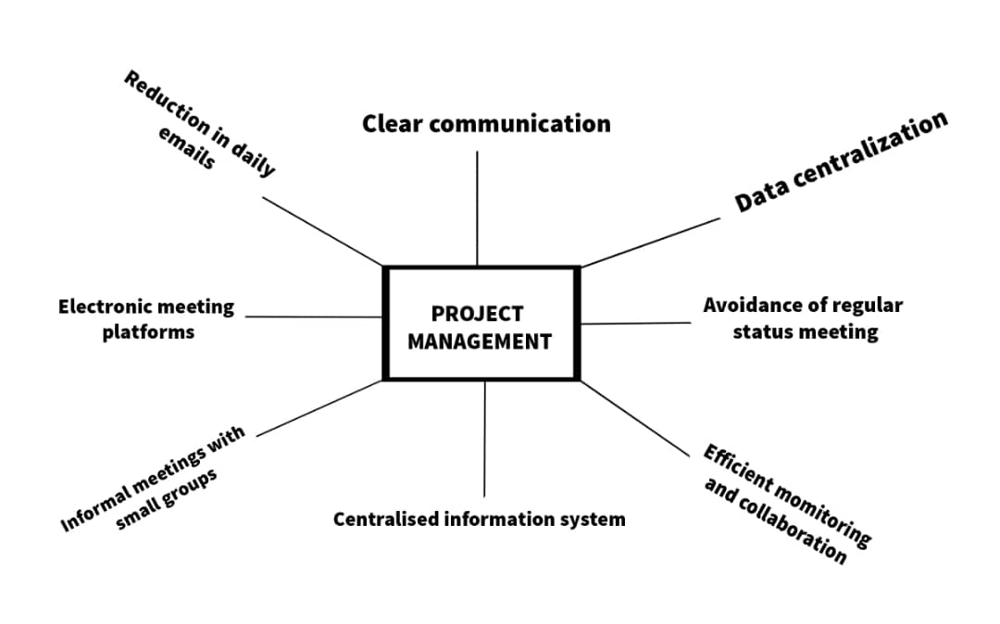 Reduction in daily
emails
Clear communication
Data centralization
Electronic meeting
platforms
PROJECT
MANAGEMENT
Avoidance of regular
status meeting
Informal meetings with
small groups
Centralised information system
Efficient momitoring
and collaboration